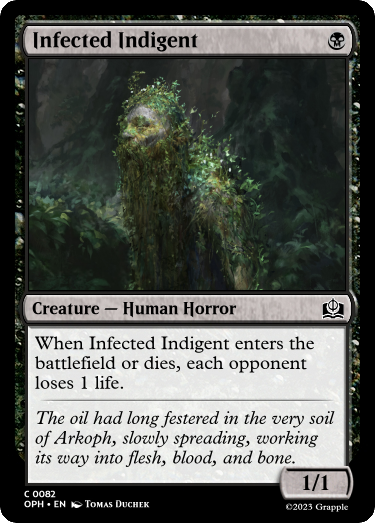 Infected Indigent
Creature — Human Horror
When Infected Indigent enters the
battlefield or dies, each opponent
loses 1 life.
The oil had long festered in the very soil
of Arkoph, slowly spreading, working
its way into flesh, blood, and bone.
1/1
C 0082
OPH • EN Tomas Duchek
©2023 Grapple